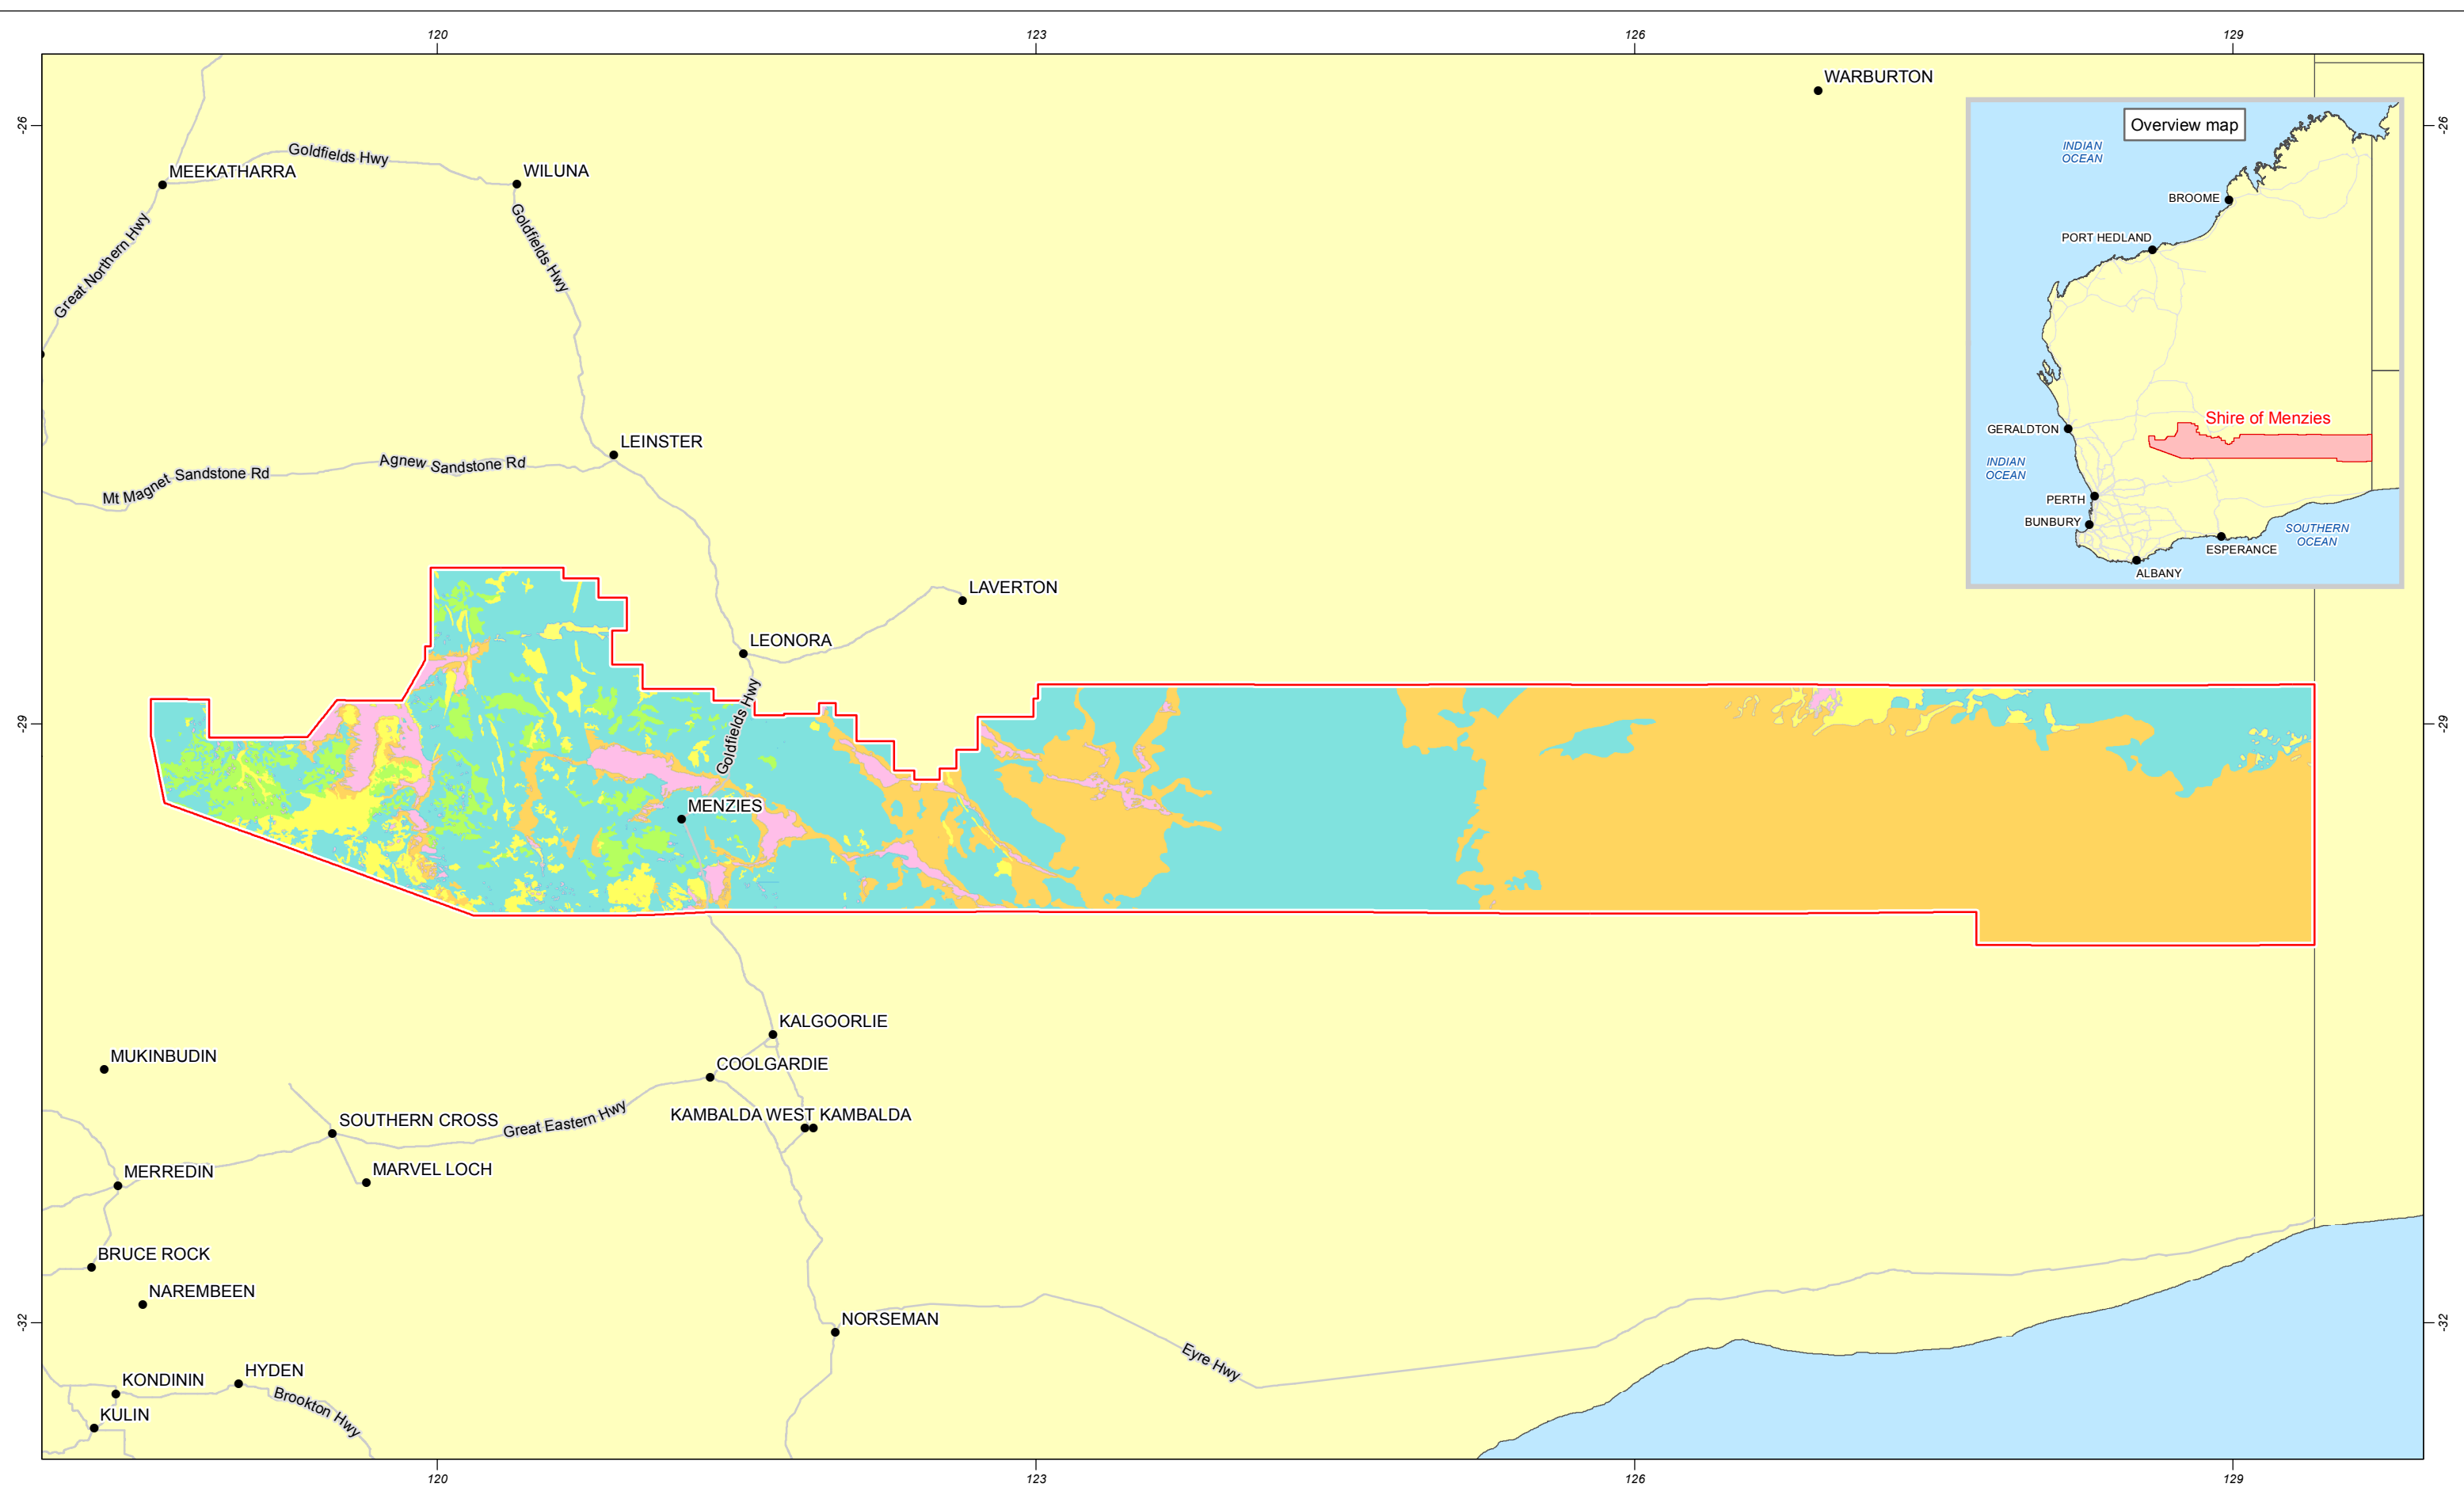 120
123
126
129
WARBURTON
-26
-26
Overview map
INDIAN
OCEAN
Goldfields Hwy
MEEKATHARRA
WILUNA
BROOME
Great Northern Hwy
Goldfields Hwy
PORT HEDLAND
Shire of Menzies
GERALDTON
LEINSTER
Agnew Sandstone Rd
Mt Magnet Sandstone Rd
INDIAN
OCEAN
PERTH
BUNBURY
SOUTHERN
OCEAN
ESPERANCE
ALBANY
LAVERTON
LEONORA
Goldfields Hwy
-29
-29
MENZIES
KALGOORLIE
MUKINBUDIN
COOLGARDIE
SOUTHERN CROSS
Great Eastern Hwy
KAMBALDA WEST
KAMBALDA
MERREDIN
MARVEL LOCH
BRUCE ROCK
NAREMBEEN
NORSEMAN
-32
-32
Eyre Hwy
KONDININ
HYDEN
Brookton Hwy
KULIN
120
123
126
129